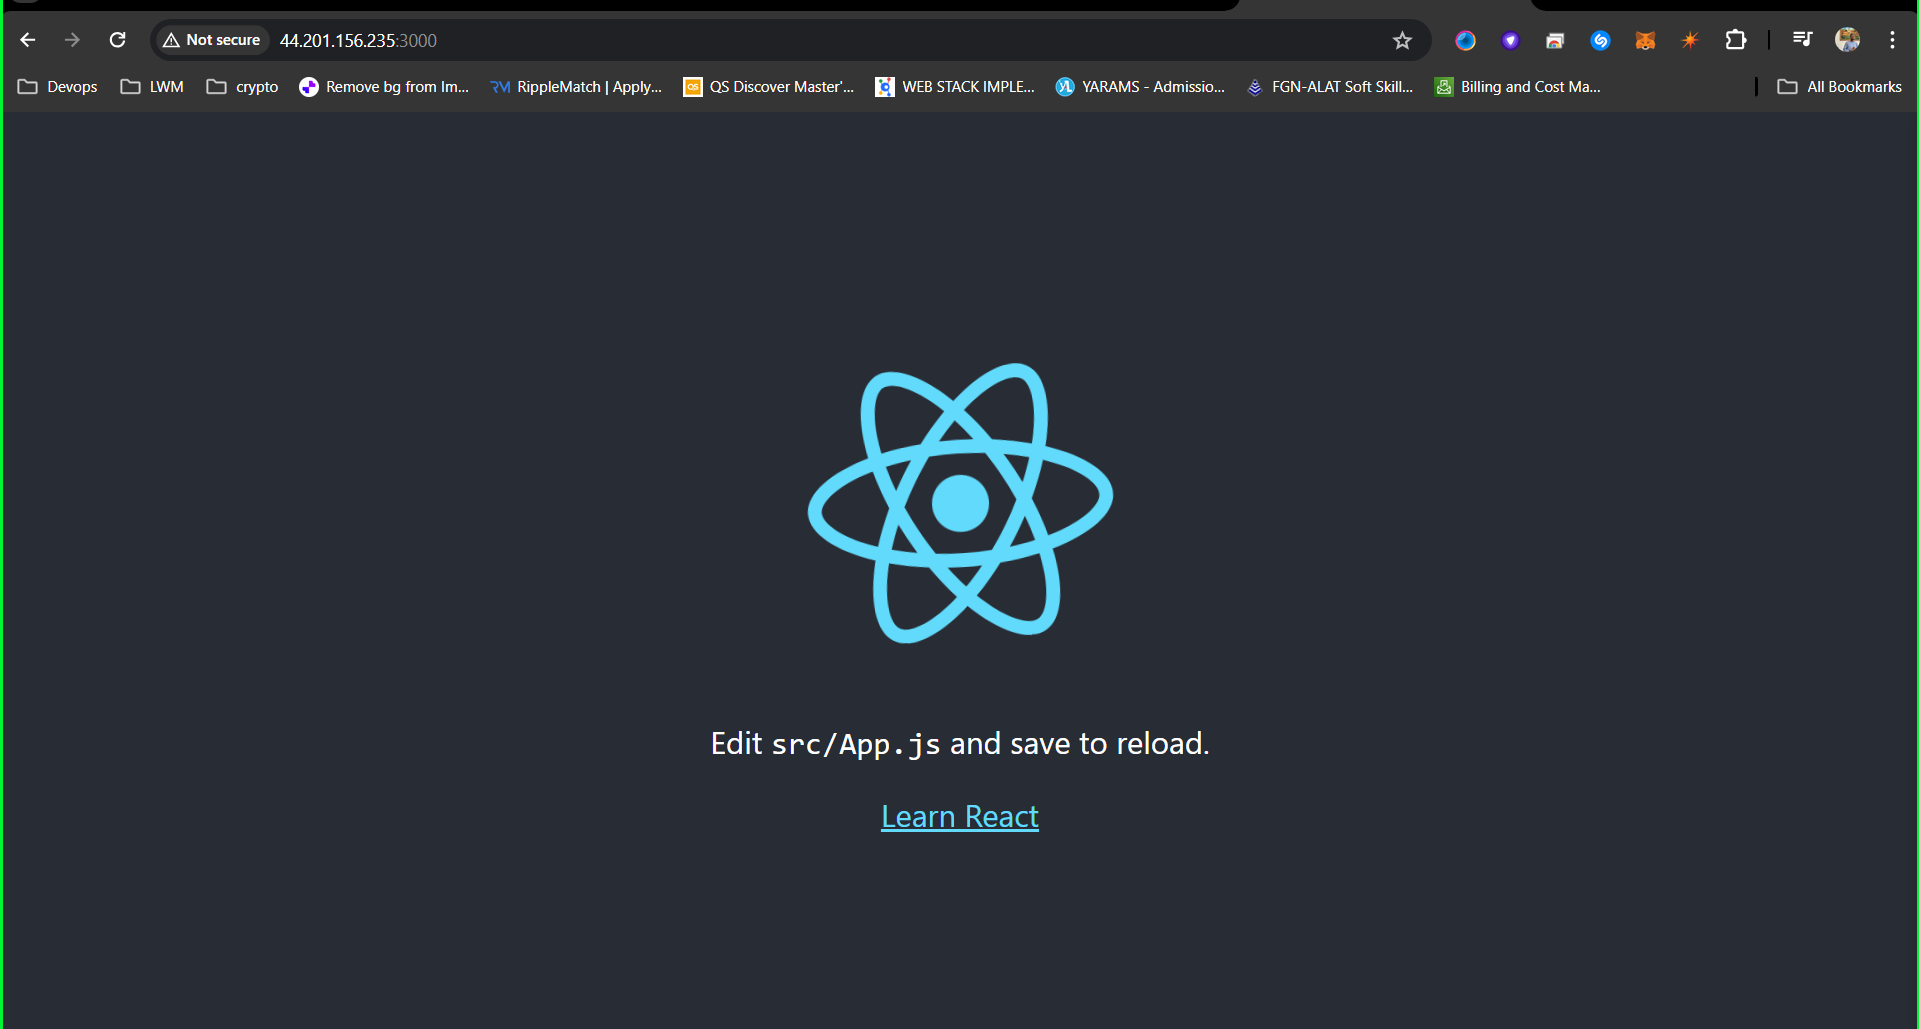 Not secure 44.201.156.235:3000
Devops LWM crypto Remove bg from Im... RM RippleMatch | Apply... QS QS Discover Master'... WEB STACK IMPLE... YARAMS - Admissio... FGN-ALAT Soft Skill... Billing and Cost Ma... All Bookmarks
Edit src/App.js and save to reload.
Learn React